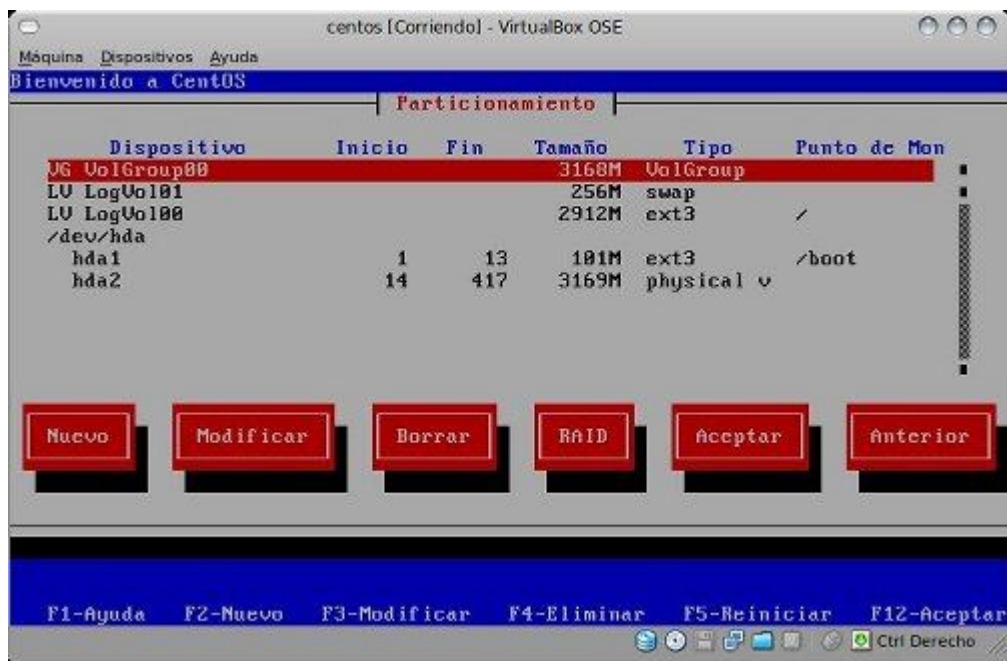 centos [Corriendo] - VirtualBox OSE
Máquina Dispositivos Ayuda
Bienvenido a CentOS
Particionamiento
Dispositivo Inicio Fin Tamaño Tipo Punto de Mon
VG VolGroup00 3168M VolGroup
LV LogVol01 256M swap
LV LogVol00 2912M ext3 /
/dev/hda
hda1 1 13 101M ext3 /boot
hda2 14 417 3169M physical v
Nuevo Modificar Borrar RAID Aceptar Anterior
F1-Ayuda F2-Nuevo F3-Modificar F4-Eliminar F5-Reiniciar F12-Aceptar
Ctrl Derecho